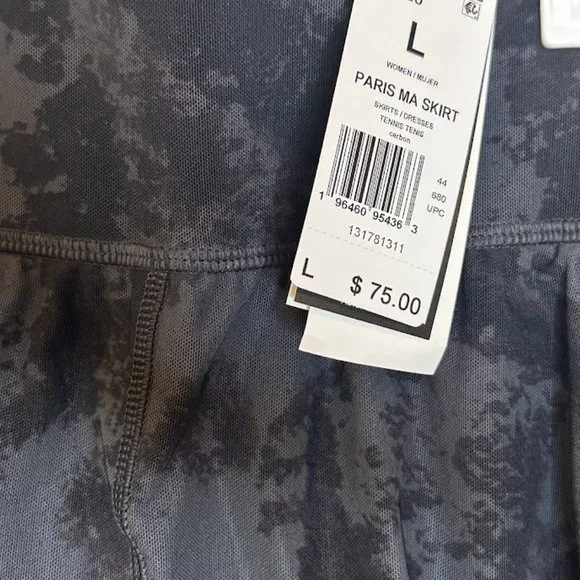 L
WOMEN / MUJER
PARIS MA SKIRT
SKIRTS / DRESSES
TENNIS TENIS
carbon
44
680
UPC
1 96460 95436 3
131781311
L $ 75.00